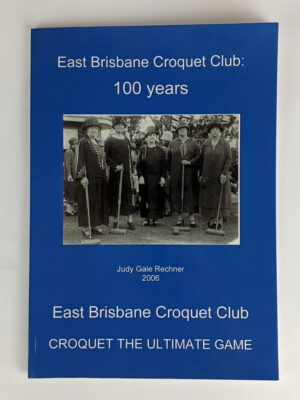 East Brisbane Croquet Club:
100 years
Judy Gale Rechner
2006
East Brisbane Croquet Club
CROQUET THE ULTIMATE GAME